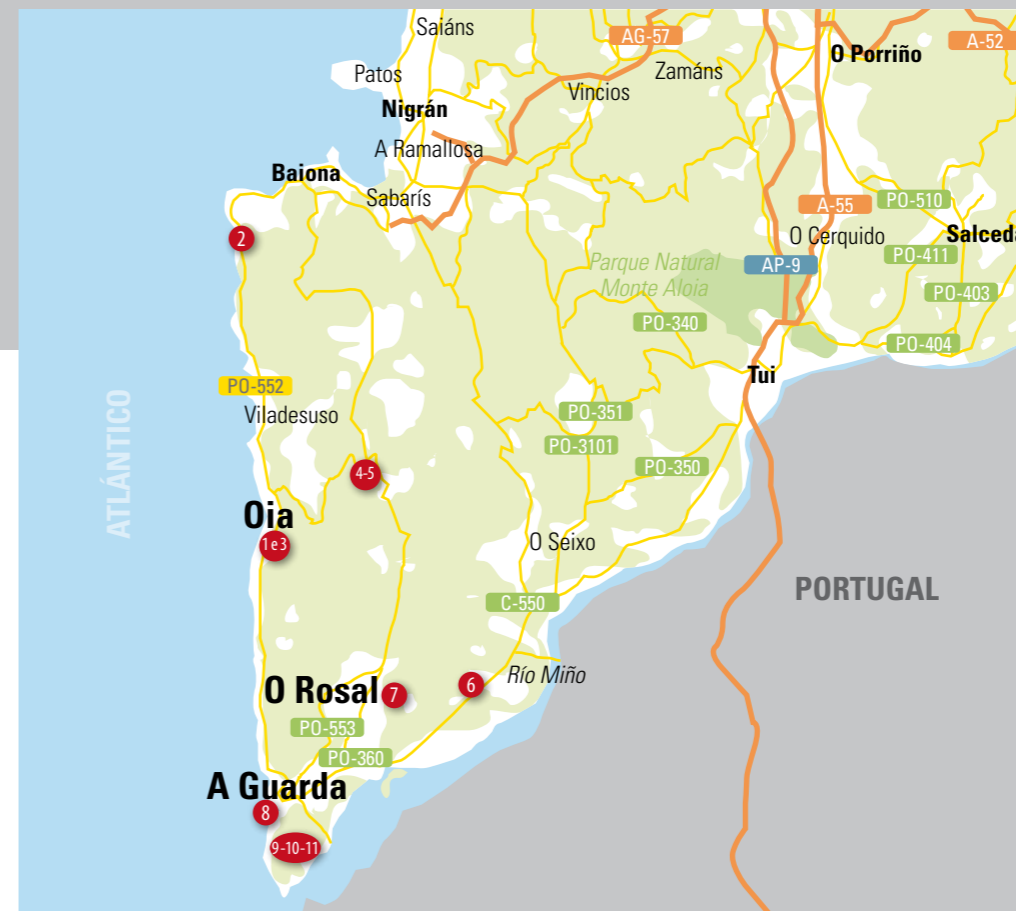 Saiáns
AG-57
A-52
O Porriño
Patos
Zamáns
Vincios
Nigrán
A Ramallosa
Baiona
Sabarís
PO-510
A-55
2
O Cerquido
Salceda
PO-411
Parque Natural
Monte Aloia
AP-9
PO-403
PO-340
PO-404
Tui
PO-552
Viladesuso
ATLÁNTICO
PO-351
PO-3101
PO-350
4-5
Oia
1 e 3
O Seixo
PORTUGAL
C-550
Río Miño
6
O Rosal
7
PO-553
PO-360
A Guarda
8
9-10-11